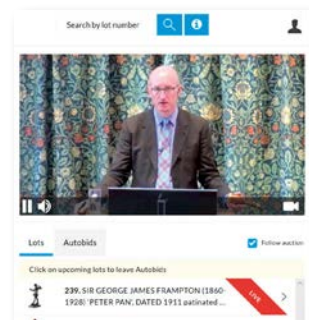 Search by lot number
Lots Autobids Follow auction
Click on upcoming lots to leave Autobids
239. SIR GEORGE JAMES FRAMPTON (1860-
1928) 'PETER PAN', DATED 1911 patinated ...
LIVE